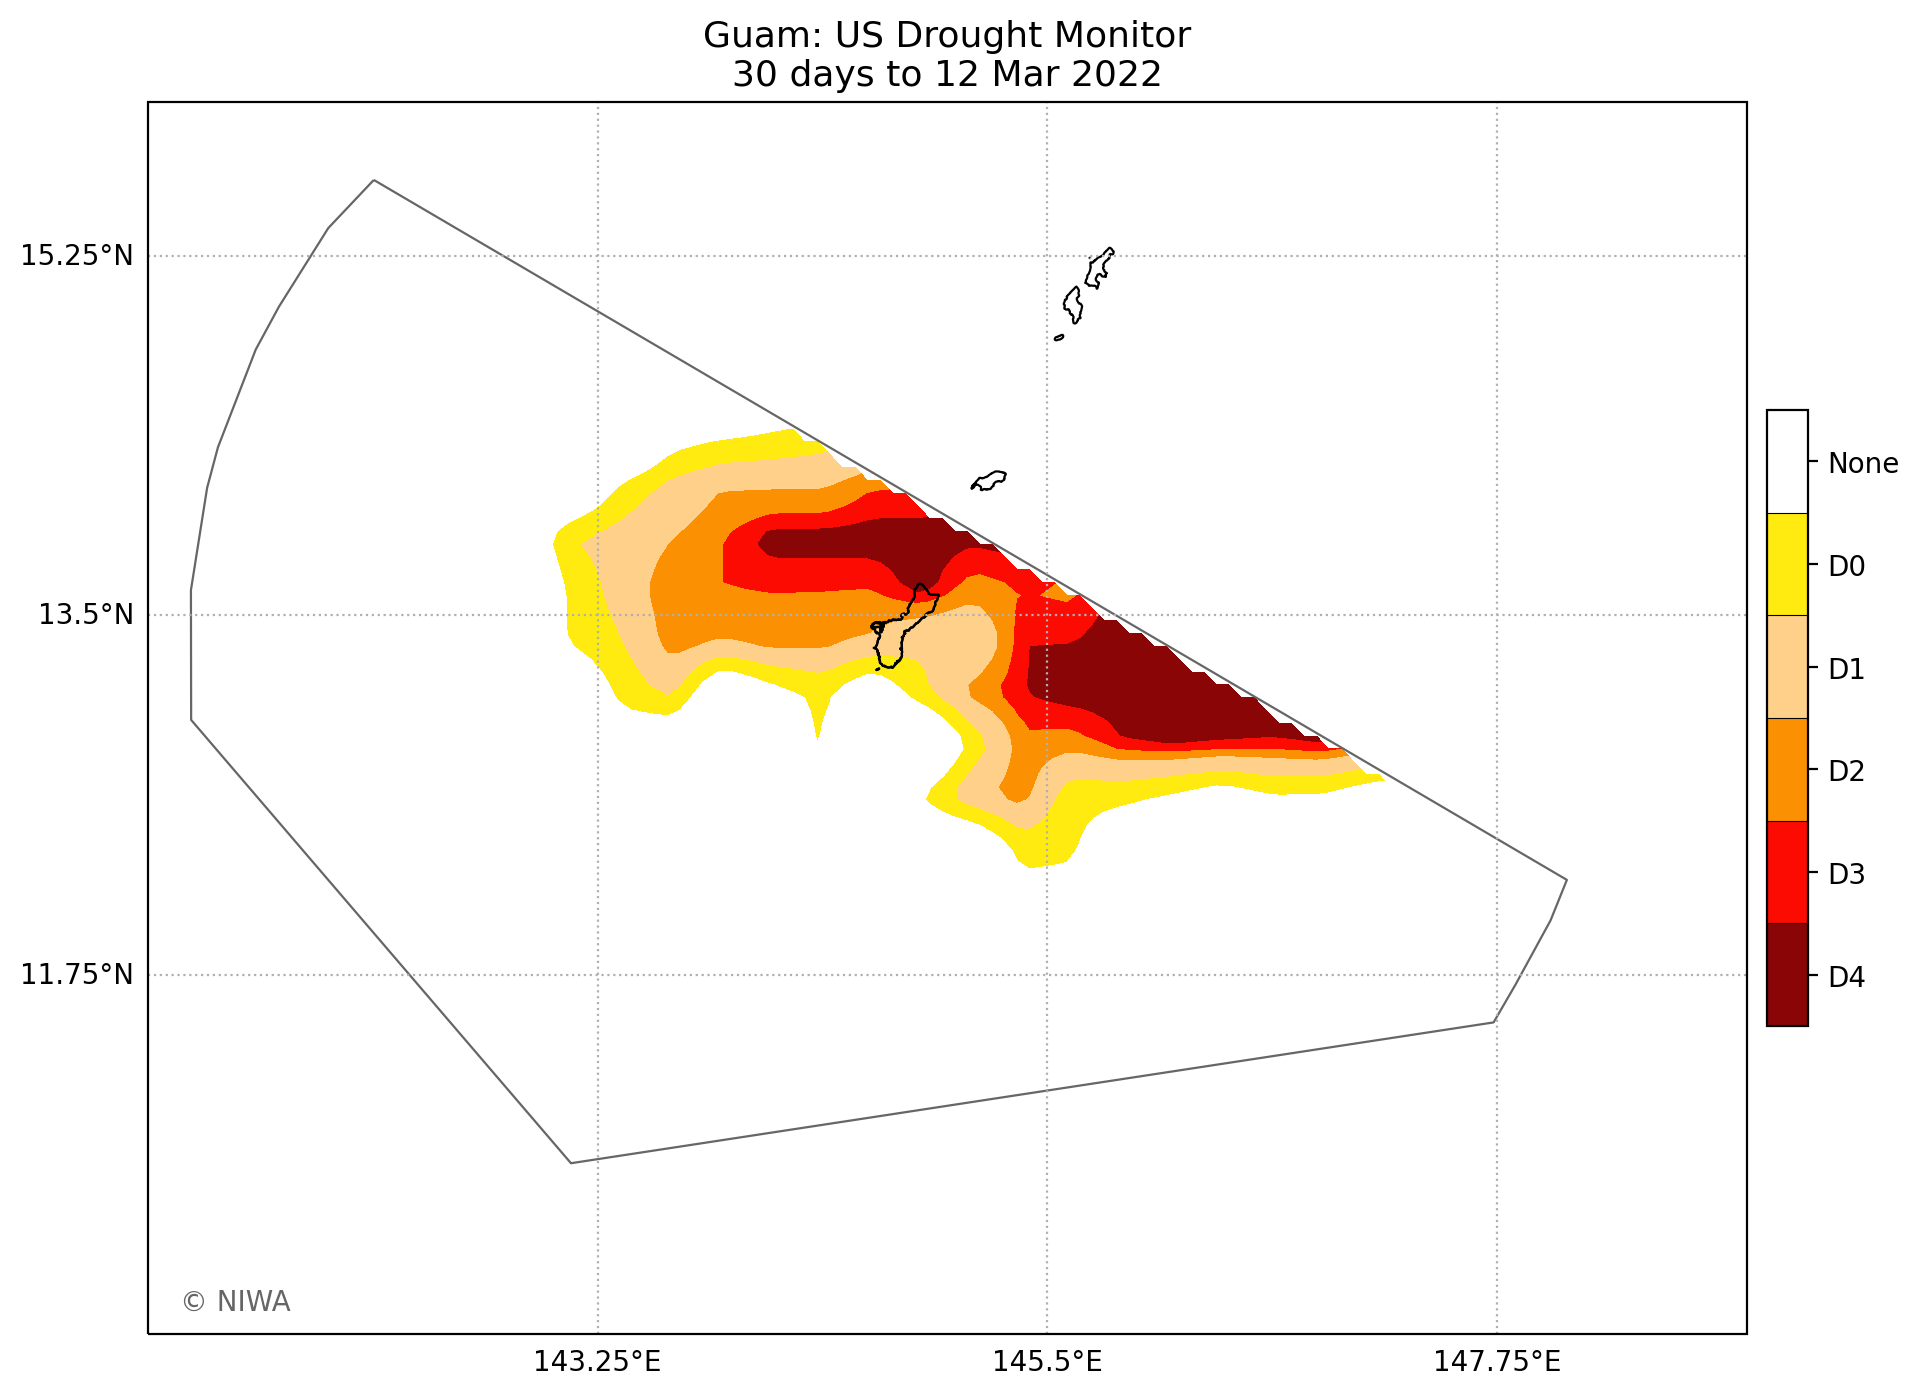 Guam: US Drought Monitor
30 days to 12 Mar 2022
15.25°N
13.5°N
11.75°N
143.25°E
145.5°E
147.75°E
None
D0
D1
D2
D3
D4
© NIWA